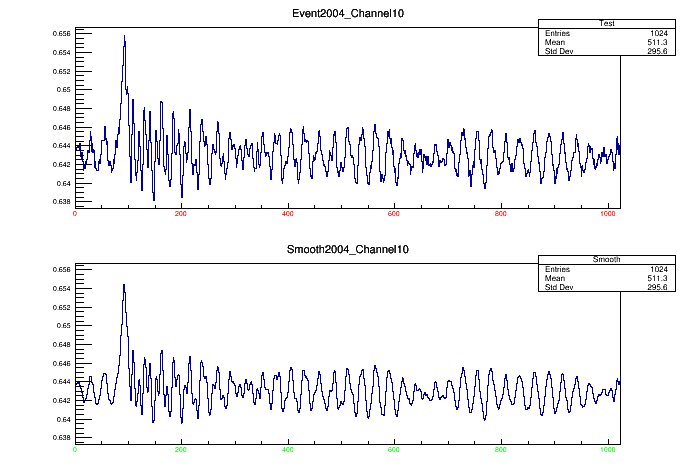 Event2004_Channel10
Test
Entries 1024
Mean 511.3
Std Dev 295.6
0.656
0.654
0.652
0.65
0.648
0.646
0.644
0.642
0.64
0.638
0 200 400 600 800 1000
Smooth2004_Channel10
Smooth
Entries 1024
Mean 511.3
Std Dev 295.6
0.656
0.654
0.652
0.65
0.648
0.646
0.644
0.642
0.64
0.638
0 200 400 600 800 1000